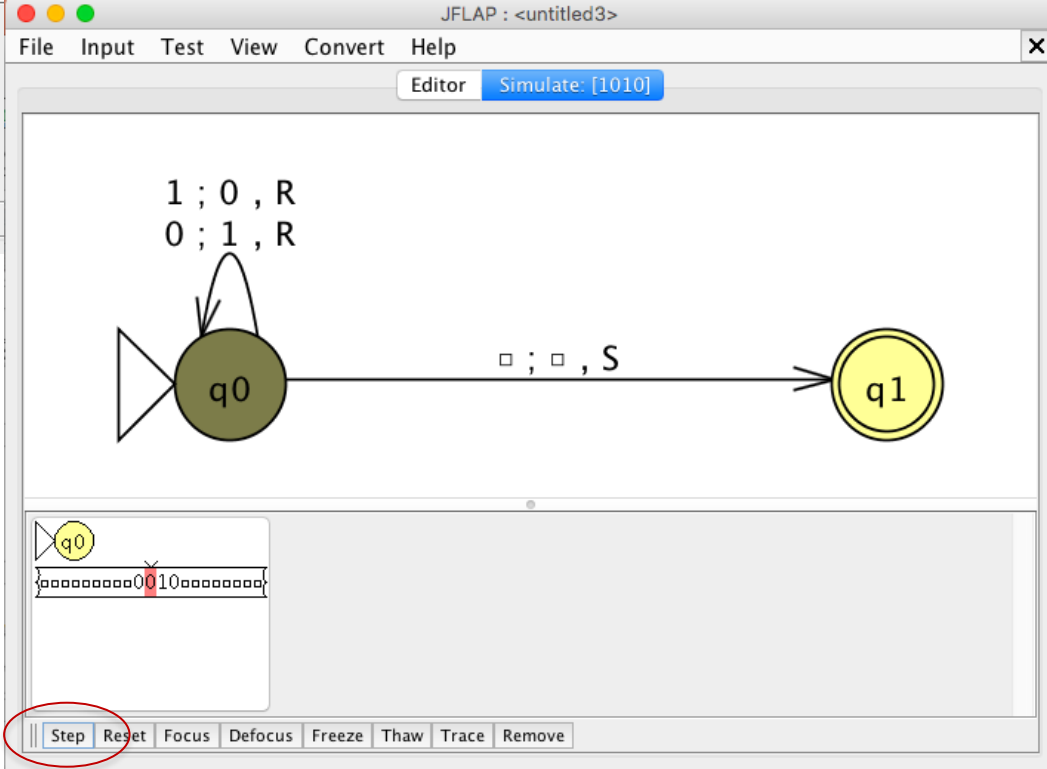 JFLAP : <untitled3>
File Input Test View Convert Help
Editor Simulate: [1010]
1 ; 0 , R
0 ; 1 , R
□ ; □ , S
q0 q1
q0
□□□□□□□□□0010□□□□□□□□
Step Reset Focus Defocus Freeze Thaw Trace Remove